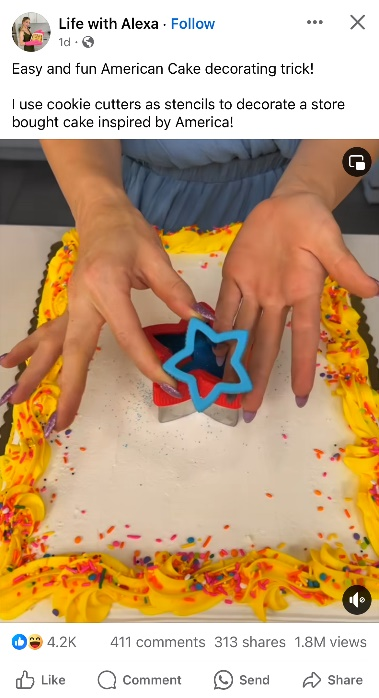 Life with Alexa · Follow
1d ·
Easy and fun American Cake decorating trick!
I use cookie cutters as stencils to decorate a store
bought cake inspired by America!
4.2K 411 comments 313 shares 1.8M views
Like Comment Send Share